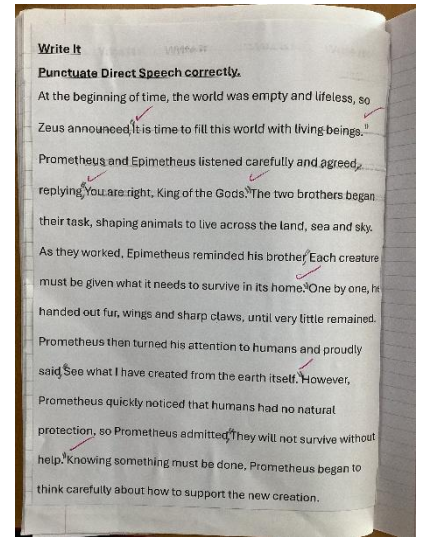 Write It
Punctuate Direct Speech correctly.
At the beginning of time, the world was empty and lifeless, so
Zeus announced,"It is time to fill this world with living beings."
Prometheus and Epimetheus listened carefully and agreed,
replying,"You are right, King of the Gods."The two brothers began
their task, shaping animals to live across the land, sea and sky.
As they worked, Epimetheus reminded his brother,"Each creature
must be given what it needs to survive in its home."One by one, he
handed out fur, wings and sharp claws, until very little remained.
Prometheus then turned his attention to humans and proudly
said,"See what I have created from the earth itself."However,
Prometheus quickly noticed that humans had no natural
protection, so Prometheus admitted,"They will not survive without
help."Knowing something must be done, Prometheus began to
think carefully about how to support the new creation.